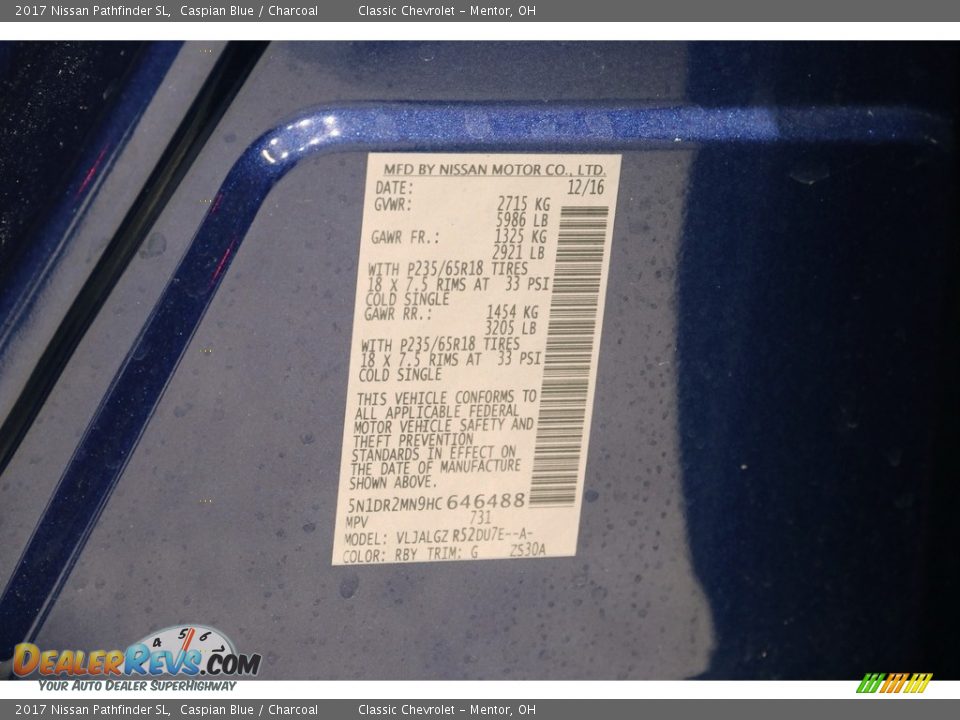 2017 Nissan Pathfinder SL, Caspian Blue / Charcoal Classic Chevrolet - Mentor, OH
MFD BY NISSAN MOTOR CO., LTD.
DATE: 12/16
GVWR: 2715 KG
5986 LB
GAWR FR.: 1325 KG
2921 LB
WITH P235/65R18 TIRES
18 X 7.5 RIMS AT 33 PSI
COLD SINGLE
GAWR RR.: 1454 KG
3205 LB
WITH P235/65R18 TIRES
18 X 7.5 RIMS AT 33 PSI
COLD SINGLE
THIS VEHICLE CONFORMS TO
ALL APPLICABLE FEDERAL
MOTOR VEHICLE SAFETY AND
THEFT PREVENTION
STANDARDS IN EFFECT ON
THE DATE OF MANUFACTURE
SHOWN ABOVE.
5N1DR2MN9HC646488
MPV 731
MODEL: VLJALGZ R52DU7E--A-
COLOR: RBY TRIM: G ZS30A
4 5 6
DEALERREVS.COM
YOUR AUTO DEALER SUPERHIGHWAY
2017 Nissan Pathfinder SL, Caspian Blue / Charcoal Classic Chevrolet - Mentor, OH